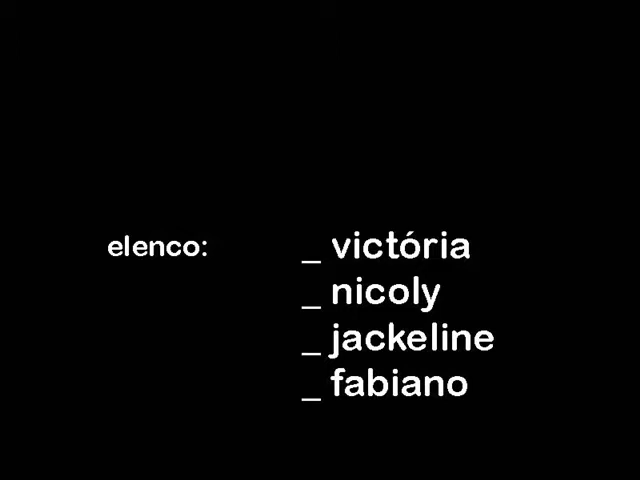 elenco: _ victória
_ nicoly
_ jackeline
_ fabiano